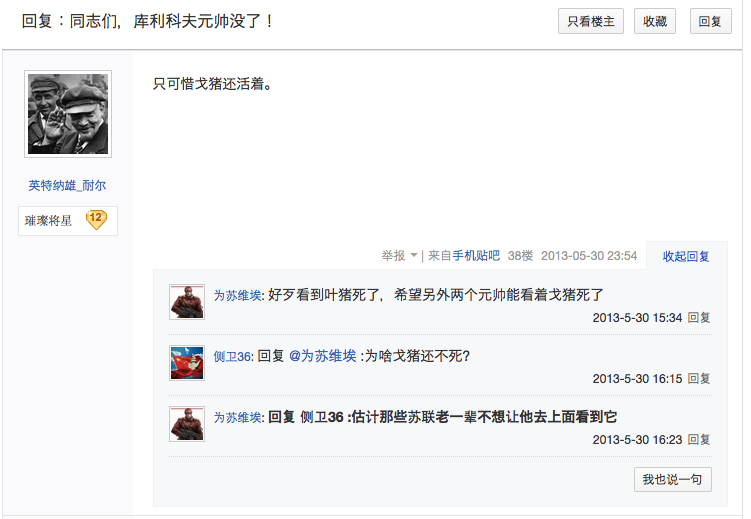 回复：同志们，库利科夫元帅没了！
只看楼主 收藏 回复
只可惜戈猪还活着。
英特纳雄_耐尔
璀璨将星 12
举报 | 来自手机贴吧 38楼 2013-05-30 23:54 收起回复
为苏维埃: 好歹看到叶猪死了，希望另外两个元帅能看着戈猪死了
2013-5-30 15:34 回复
侧卫36: 回复 @为苏维埃 :为啥戈猪还不死?
2013-5-30 16:15 回复
为苏维埃: 回复 侧卫36 :估计那些苏联老一辈不想让他去上面看到它
2013-5-30 16:23 回复
我也说一句